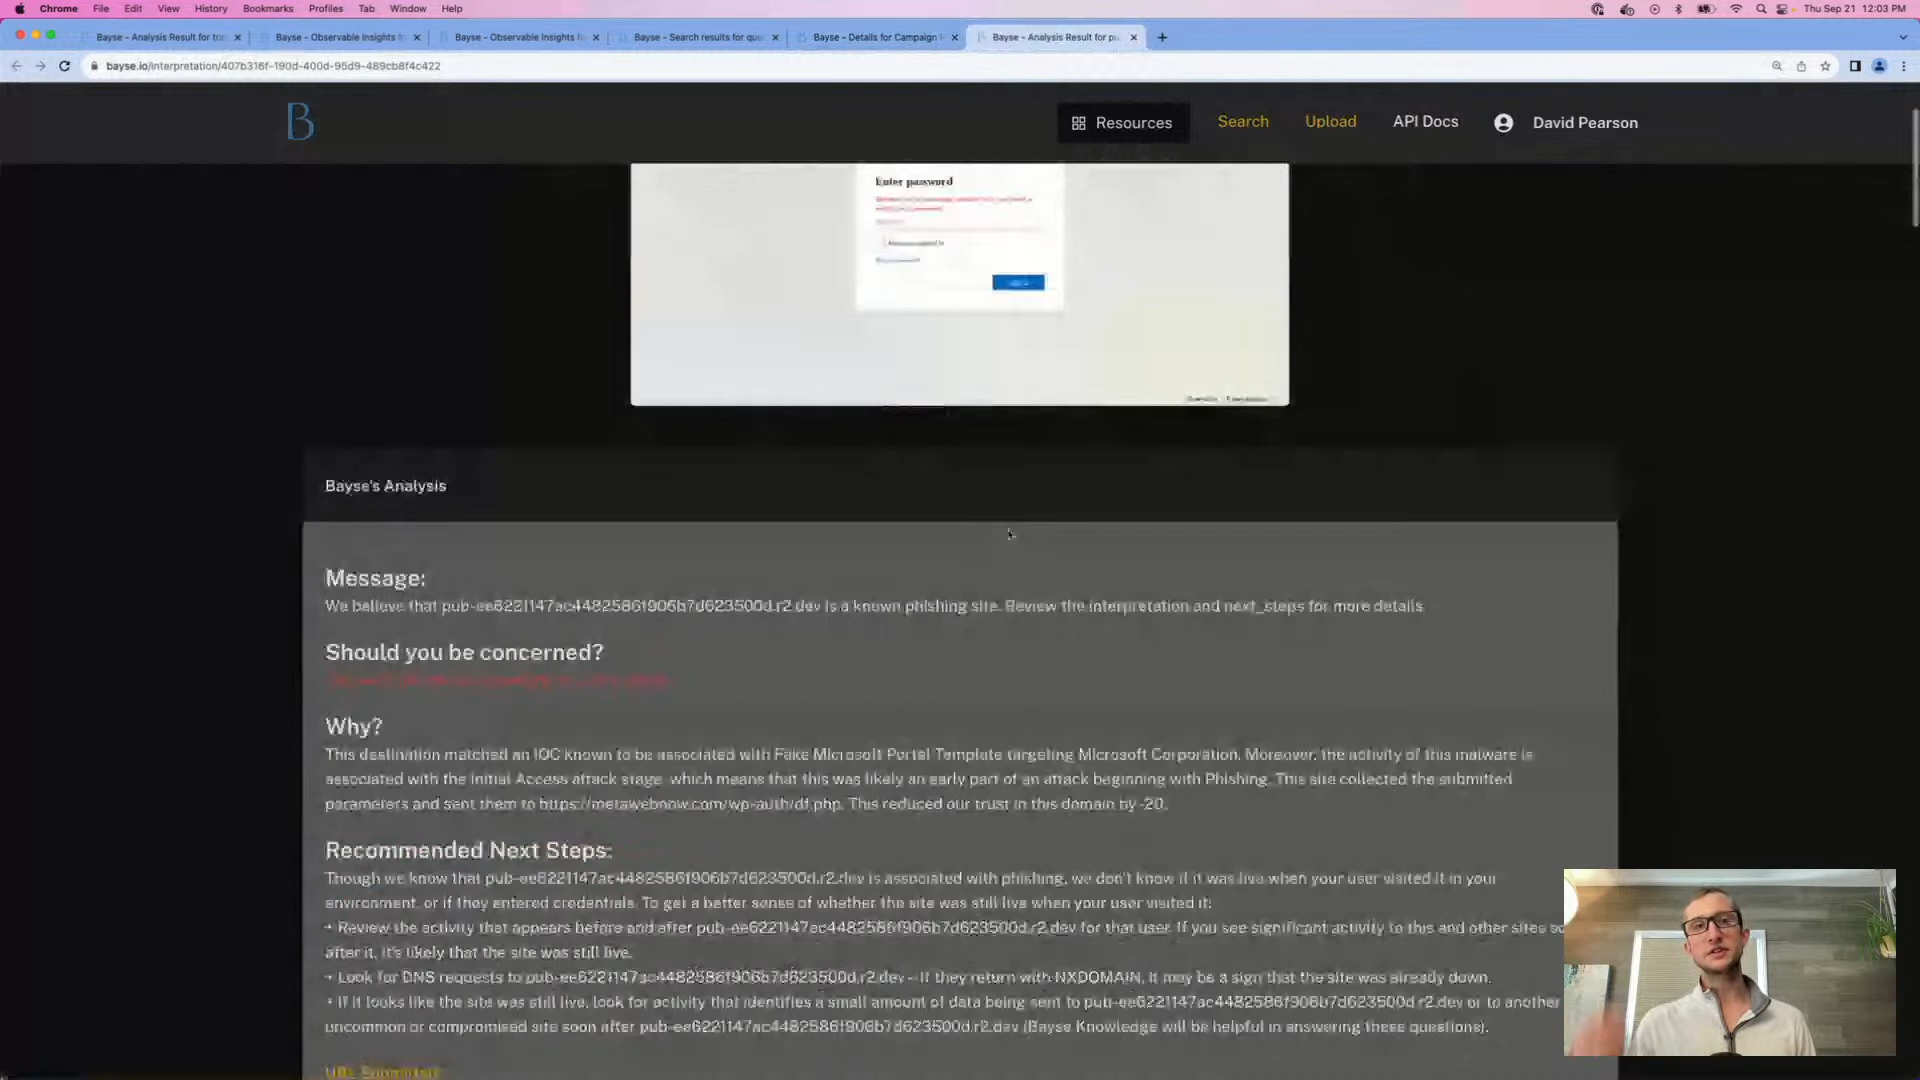 Chrome File Edit View History Bookmarks Profiles Tab Window Help Thu Sep 21 12:03 PM
Bayse - Analysis Result for tra Bayse - Observable Insights fo Bayse - Observable Insights fo Bayse - Search results for que Bayse - Details for Campaign Bayse - Analysis Result for pu
bayse.io/interpretation/407b316f-190d-400d-95d9-489cb8f4c422
B Resources Search Upload API Docs David Pearson
Enter password
Bayse's Analysis
Message:
We believe that pub-ee6221147ac4482586f906b7d623500d.r2.dev is a known phishing site. Review the interpretation and next_steps for more details
Should you be concerned?
Why?
This destination matched an IOC known to be associated with Fake Microsoft Portal Template targeting Microsoft Corporation. Moreover, the activity of this malware is
associated with the Initial Access attack stage, which means that this was likely an early part of an attack beginning with Phishing. This site collected the submitted
parameters and sent them to https://metawebnow.com/wp-auth/df.php. This reduced our trust in this domain by -20.
Recommended Next Steps:
Though we know that pub-ee6221147ac4482586f906b7d623500d.r2.dev is associated with phishing, we don't know if it was live when your user visited it in your
environment, or if they entered credentials. To get a better sense of whether the site was still live when your user visited it:
• Review the activity that appears before and after pub-ee6221147ac4482586f906b7d623500d.r2.dev for that user. If you see significant activity to this and other sites so
after it, it's likely that the site was still live.
• Look for DNS requests to pub-ee6221147ac4482586f906b7d623500d.r2.dev - if they return with NXDOMAIN, it may be a sign that the site was already down.
• If it looks like the site was still live, look for activity that identifies a small amount of data being sent to pub-ee6221147ac4482586f906b7d623500d.r2.dev or to another
uncommon or compromised site soon after pub-ee6221147ac4482586f906b7d623500d.r2.dev (Bayse Knowledge will be helpful in answering these questions).
URL Submitted